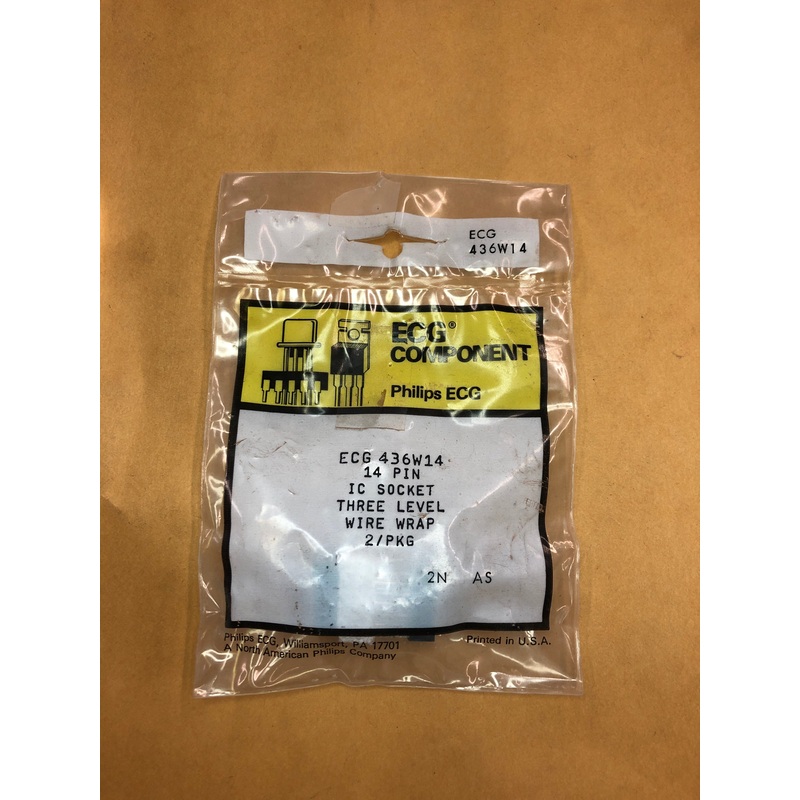 ECG
436W14
ECG®
COMPONENT
Philips ECG
ECG 436W14
14 PIN
IC SOCKET
THREE LEVEL
WIRE WRAP
2/PKG
2N AS
Philips ECG, Williamsport, PA 17701
A North American Philips Company
Printed in U.S.A.